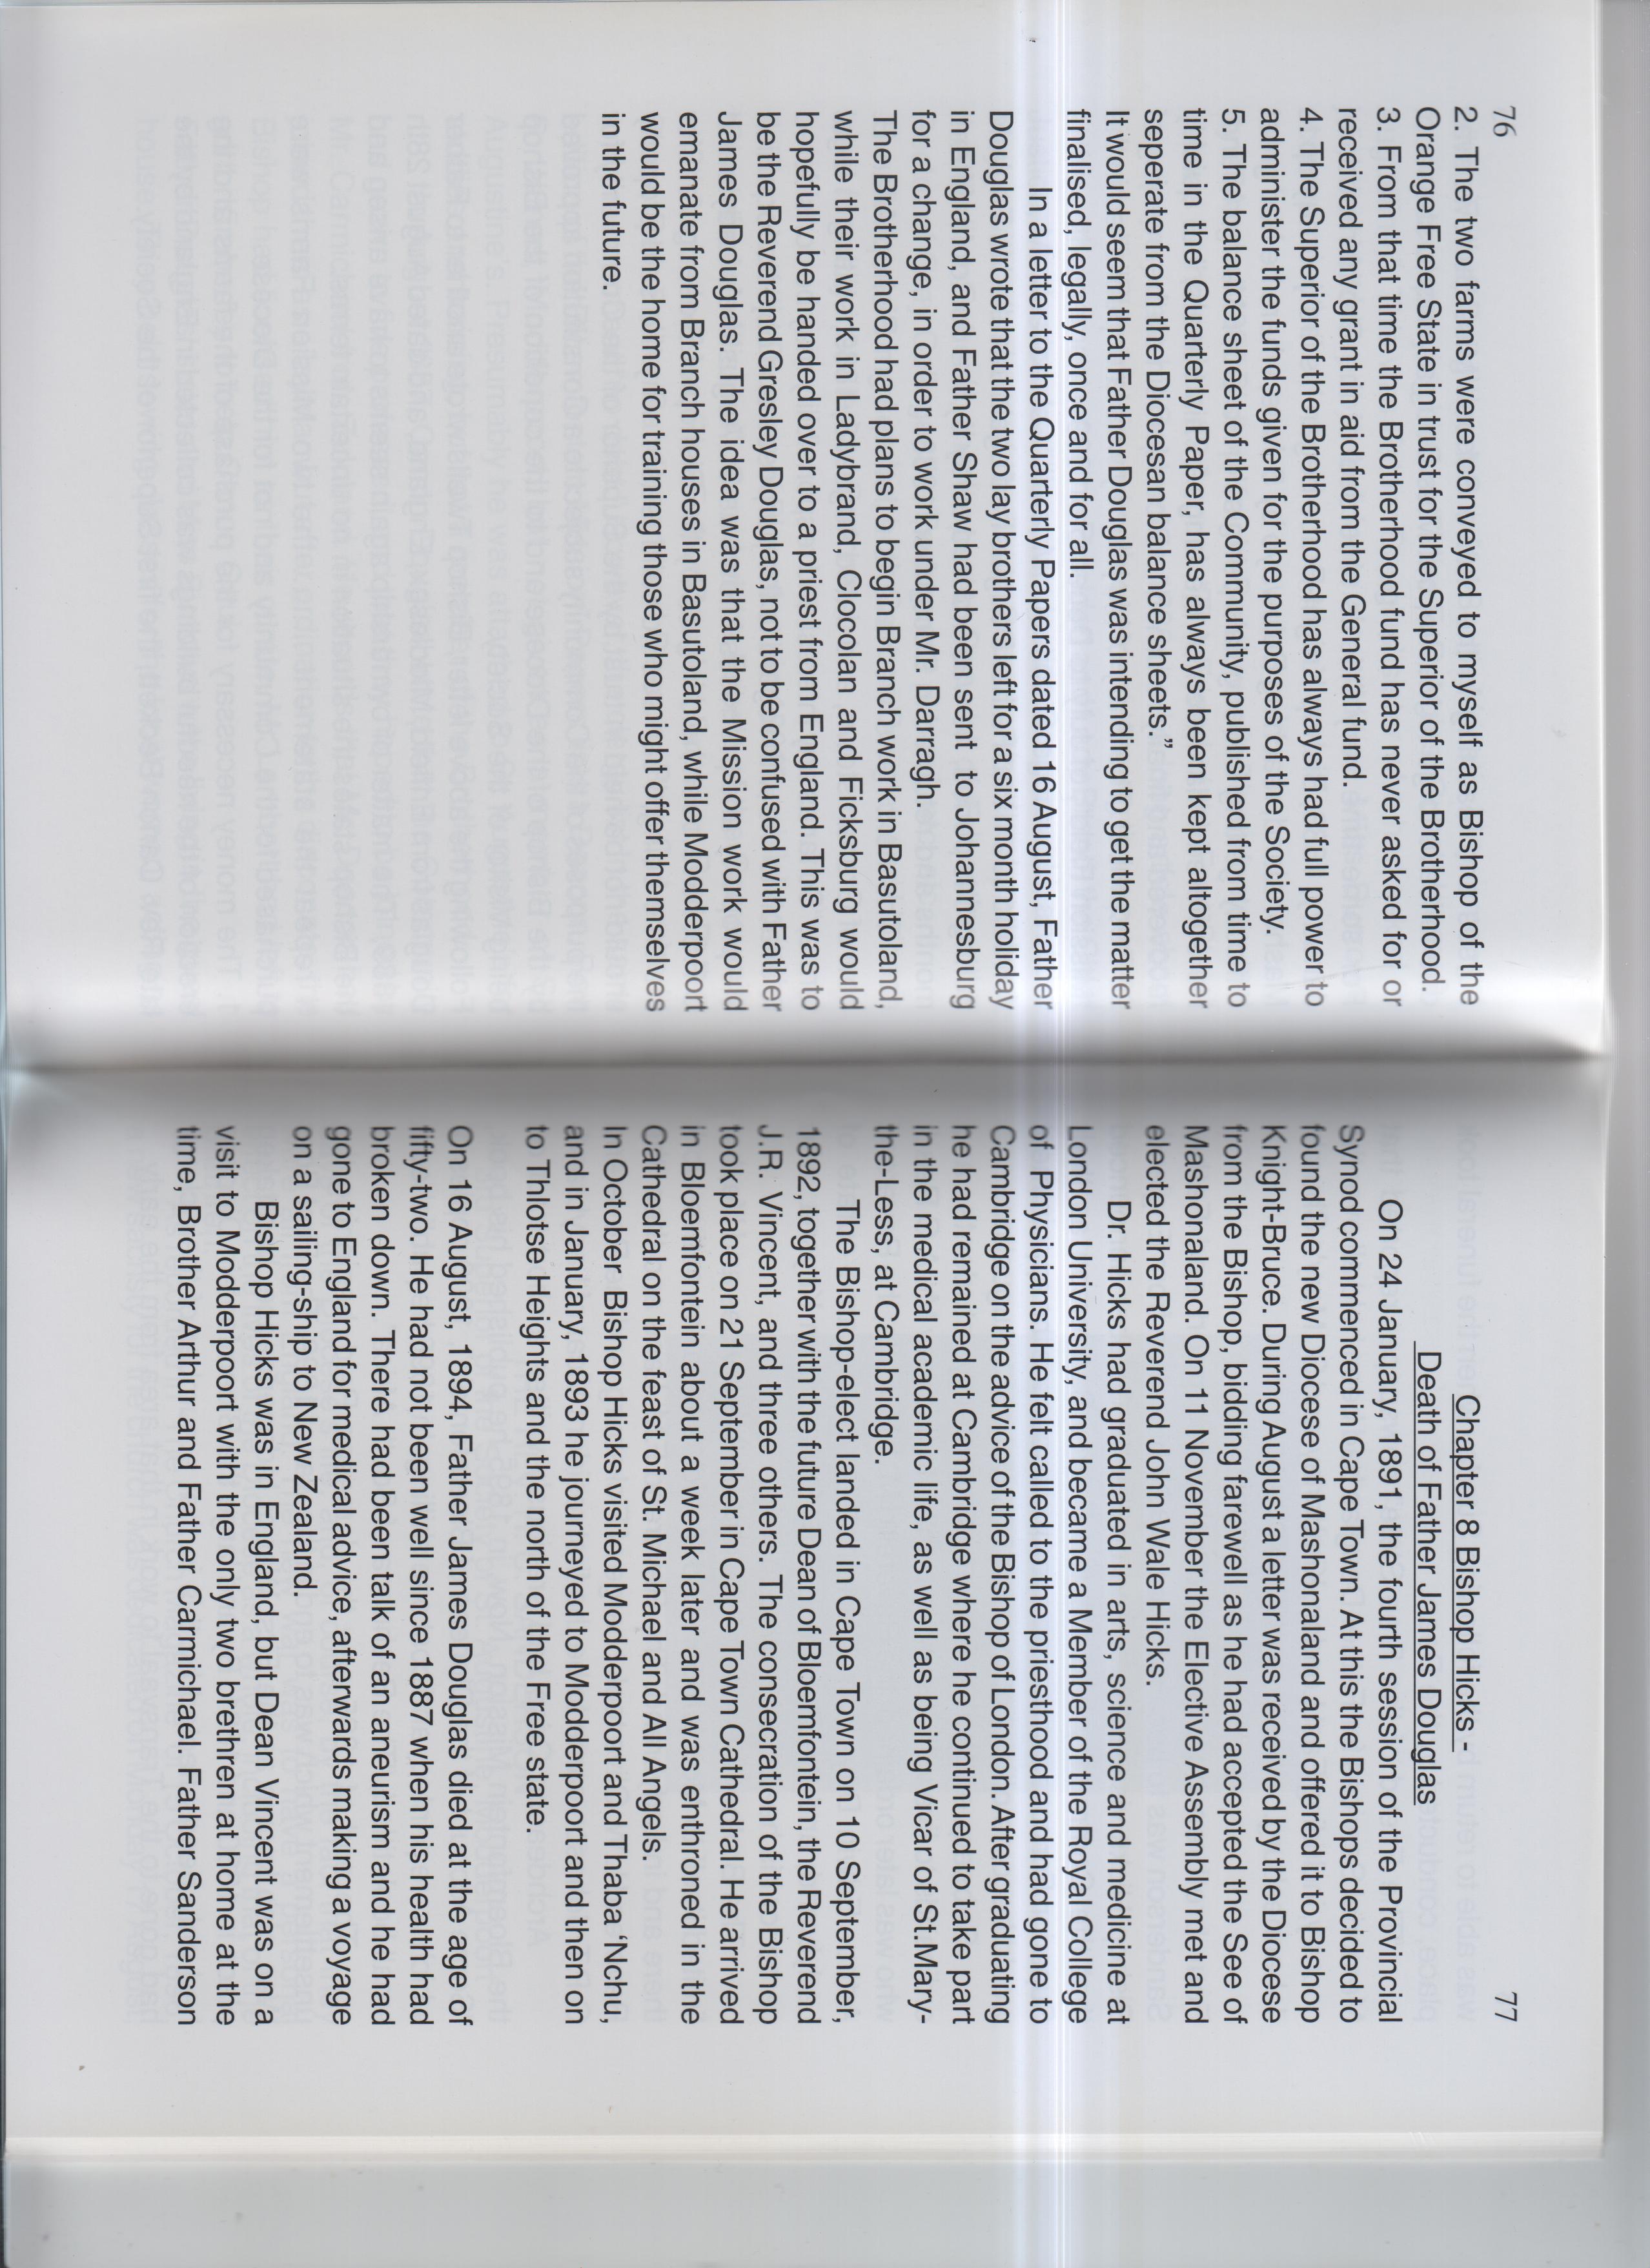 76
2. The two farms were conveyed to myself as Bishop of the
Orange Free State in trust for the Superior of the Brotherhood.
3. From that time the Brotherhood fund has never asked for or
received any grant in aid from the General fund.
4. The Superior of the Brotherhood has always had full power to
administer the funds given for the purposes of the Society.
5. The balance sheet of the Community, published from time to
time in the Quarterly Paper, has always been kept altogether
seperate from the Diocesan balance sheets.”
It would seem that Father Douglas was intending to get the matter
finalised, legally, once and for all.
In a letter to the Quarterly Papers dated 16 August, Father
Douglas wrote that the two lay brothers left for a six month holiday
in England, and Father Shaw had been sent to Johannesburg
for a change, in order to work under Mr. Darragh.
The Brotherhood had plans to begin Branch work in Basutoland,
while their work in Ladybrand, Clocolan and Ficksburg would
hopefully be handed over to a priest from England. This was to
be the Reverend Gresley Douglas, not to be confused with Father
James Douglas. The idea was that the Mission work would
emanate from Branch houses in Basutoland, while Modderport
would be the home for training those who might offer themselves
in the future.
77
Chapter 8 Bishop Hicks -
Death of Father James Douglas
On 24 January, 1891, the fourth session of the Provincial
Synod commenced in Cape Town. At this the Bishops decided to
found the new Diocese of Mashonaland and offered it to Bishop
Knight-Bruce. During August a letter was received by the Diocese
from the Bishop, bidding farewell as he had accepted the See of
Mashonaland. On 11 November the Elective Assembly met and
elected the Reverend John Wale Hicks.
Dr. Hicks had graduated in arts, science and medicine at
London University, and became a Member of the Royal College
of Physicians. He felt called to the priesthood and had gone to
Cambridge on the advice of the Bishop of London. After graduating
he had remained at Cambridge where he continued to take part
in the medical academic life, as well as being Vicar of St.Mary-
the-Less, at Cambridge.
The Bishop-elect landed in Cape Town on 10 September,
1892, together with the future Dean of Bloemfontein, the Reverend
J.R. Vincent, and three others. The consecration of the Bishop
took place on 21 September in Cape Town Cathedral. He arrived
in Bloemfontein about a week later and was enthroned in the
Cathedral on the feast of St. Michael and All Angels.
In October Bishop Hicks visited Modderport and Thaba ‘Nchu,
and in January, 1893 he journeyed to Modderpoort and then on
to Thlotse Heights and the north of the Free state.
On 16 August, 1894, Father James Douglas died at the age of
fifty-two. He had not been well since 1887 when his health had
broken down. There had been talk of an aneurism and he had
gone to England for medical advice, afterwards making a voyage
on a sailing-ship to New Zealand.
Bishop Hicks was in England, but Dean Vincent was on a
visit to Modderpoort with the only two brethren at home at the
time, Brother Arthur and Father Carmichael. Father Sanderson